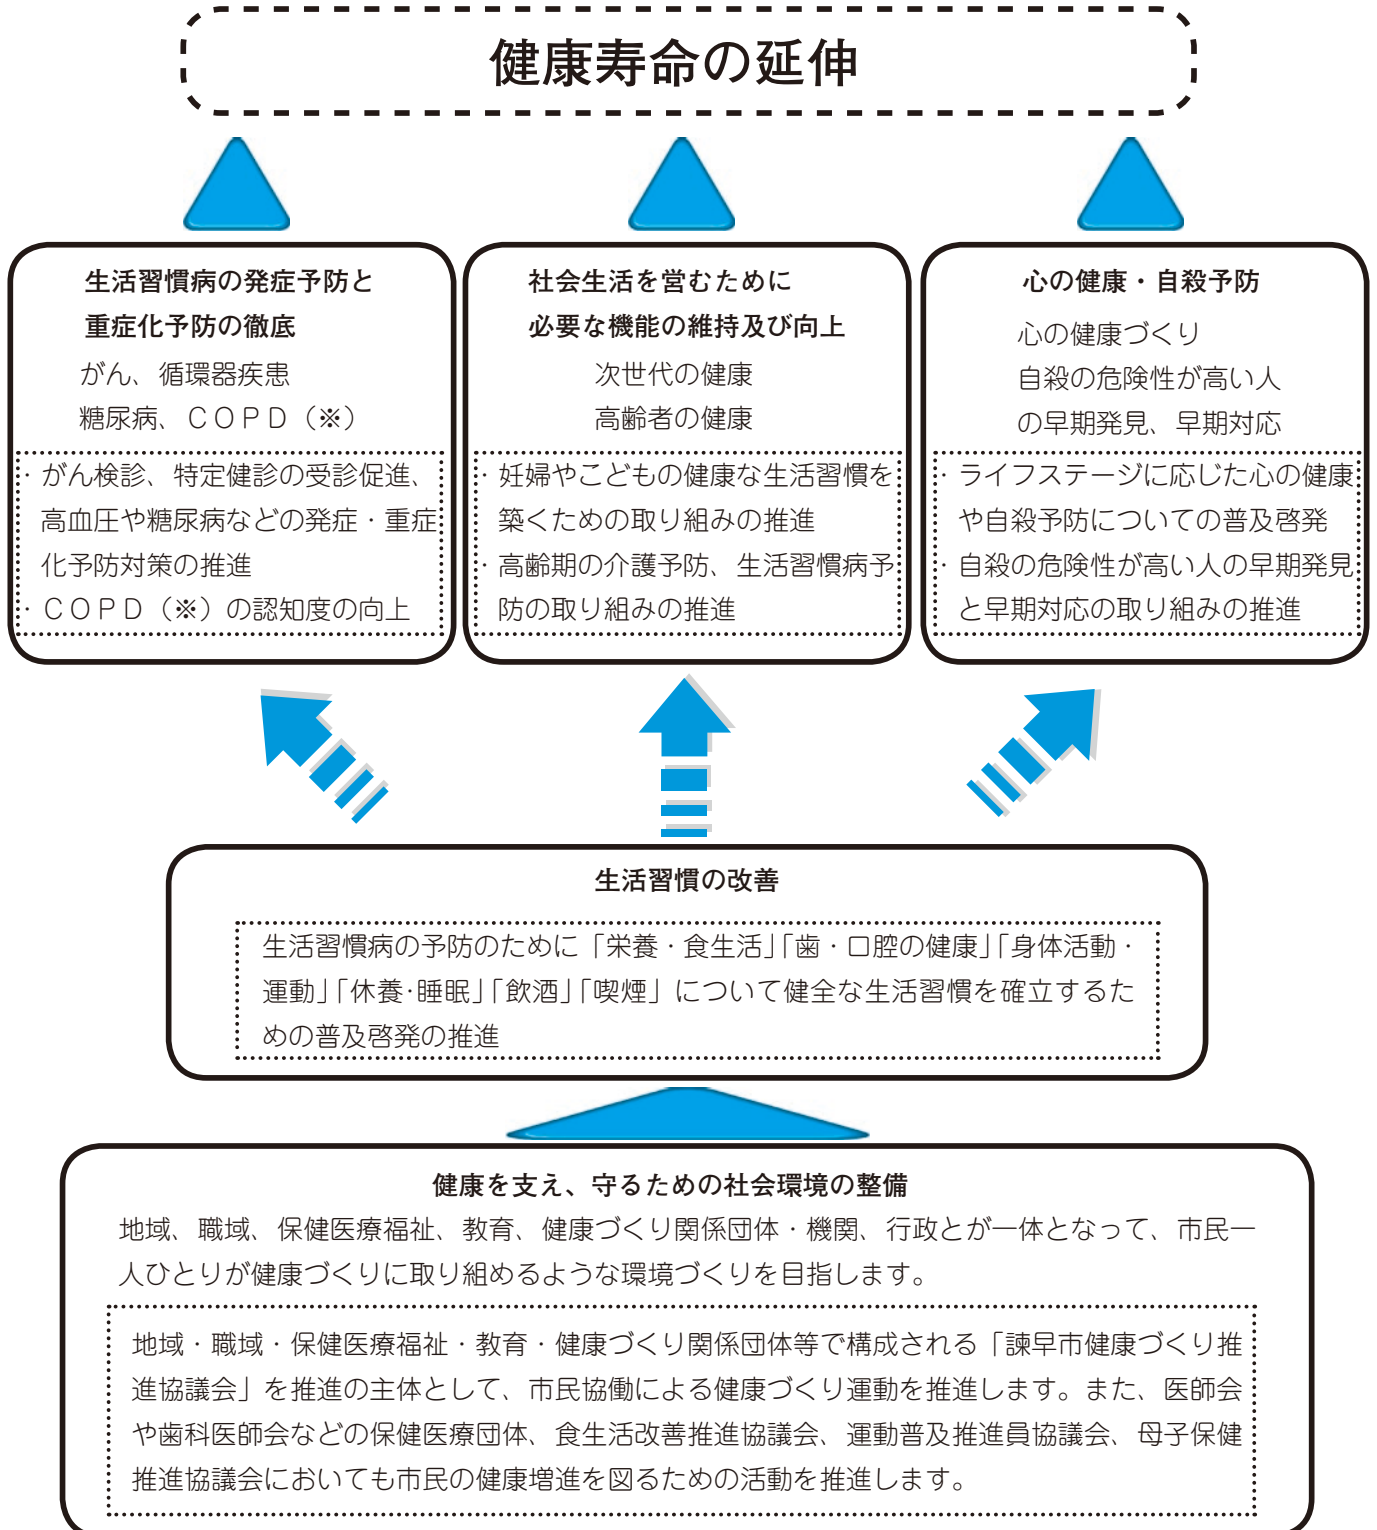 健康寿命の延伸
生活習慣病の発症予防と
重症化予防の徹底
がん、循環器疾患
糖尿病、ＣＯＰＤ（※）
・がん検診、特定健診の受診促進、
高血圧や糖尿病などの発症・重症
化予防対策の推進
・ＣＯＰＤ（※）の認知度の向上
社会生活を営むために
必要な機能の維持及び向上
次世代の健康
高齢者の健康
・妊婦やこどもの健康な生活習慣を
築くための取り組みの推進
・高齢期の介護予防、生活習慣病予
防の取り組みの推進
心の健康・自殺予防
心の健康づくり
自殺の危険性が高い人
の早期発見、早期対応
・ライフステージに応じた心の健康
や自殺予防についての普及啓発
・自殺の危険性が高い人の早期発見
と早期対応の取り組みの推進
生活習慣の改善
生活習慣病の予防のために「栄養・食生活」「歯・口腔の健康」「身体活動・
運動」「休養・睡眠」「飲酒」「喫煙」について健全な生活習慣を確立するた
めの普及啓発の推進
健康を支え、守るための社会環境の整備
地域、職域、保健医療福祉、教育、健康づくり関係団体・機関、行政とが一体となって、市民一
人ひとりが健康づくりに取り組めるような環境づくりを目指します。
地域・職域・保健医療福祉・教育・健康づくり関係団体等で構成される「諫早市健康づくり推
進協議会」を推進の主体として、市民協働による健康づくり運動を推進します。また、医師会
や歯科医師会などの保健医療団体、食生活改善推進協議会、運動普及推進員協議会、母子保健
推進協議会においても市民の健康増進を図るための活動を推進します。